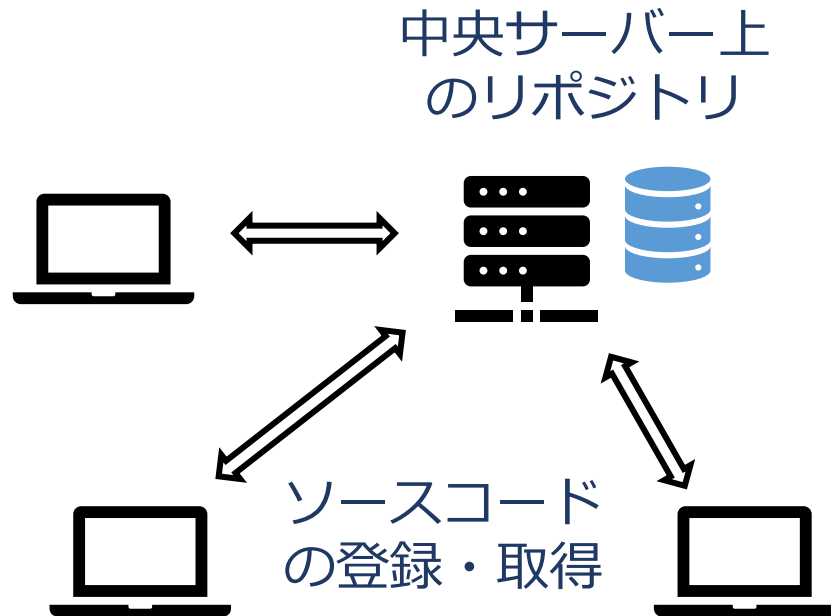 中央サーバー上
のリポジトリ
ソースコード
の登録・取得